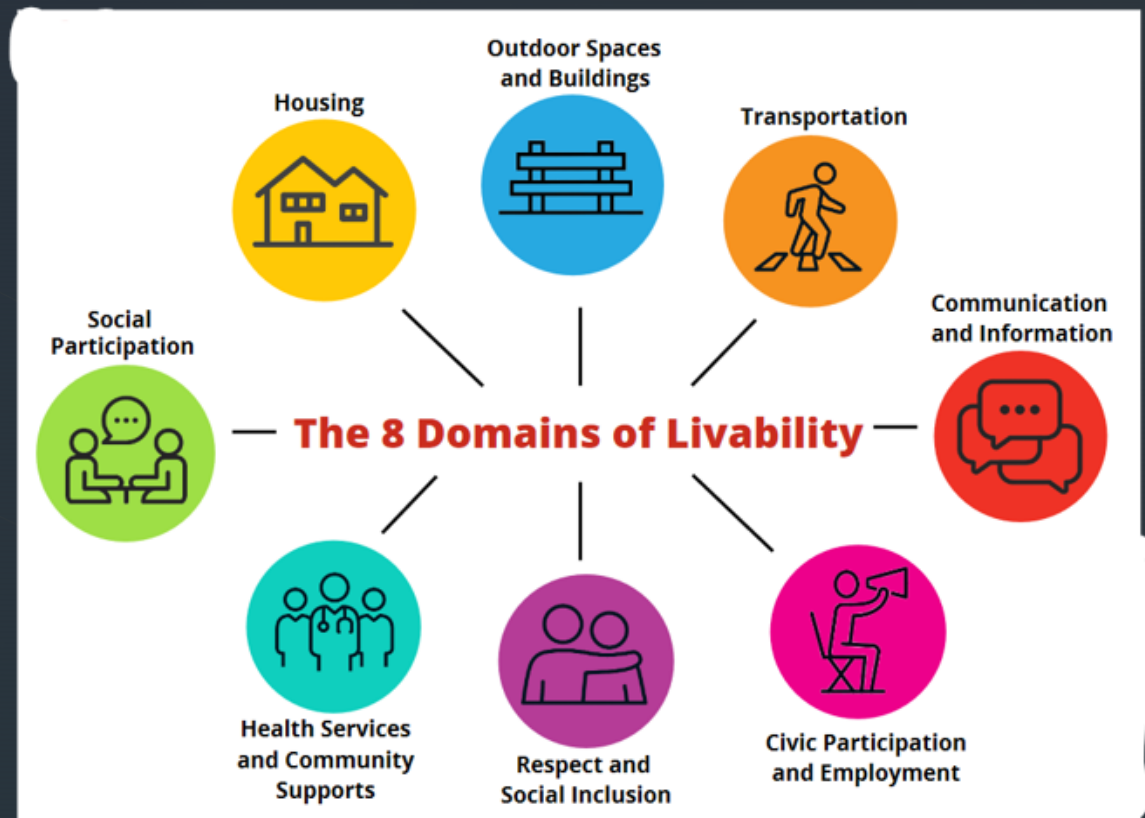 Outdoor Spaces
and Buildings
Housing
Transportation
Communication
and Information
Social
Participation
The 8 Domains of Livability
Health Services
and Community
Supports
Respect and
Social Inclusion
Civic Participation
and Employment